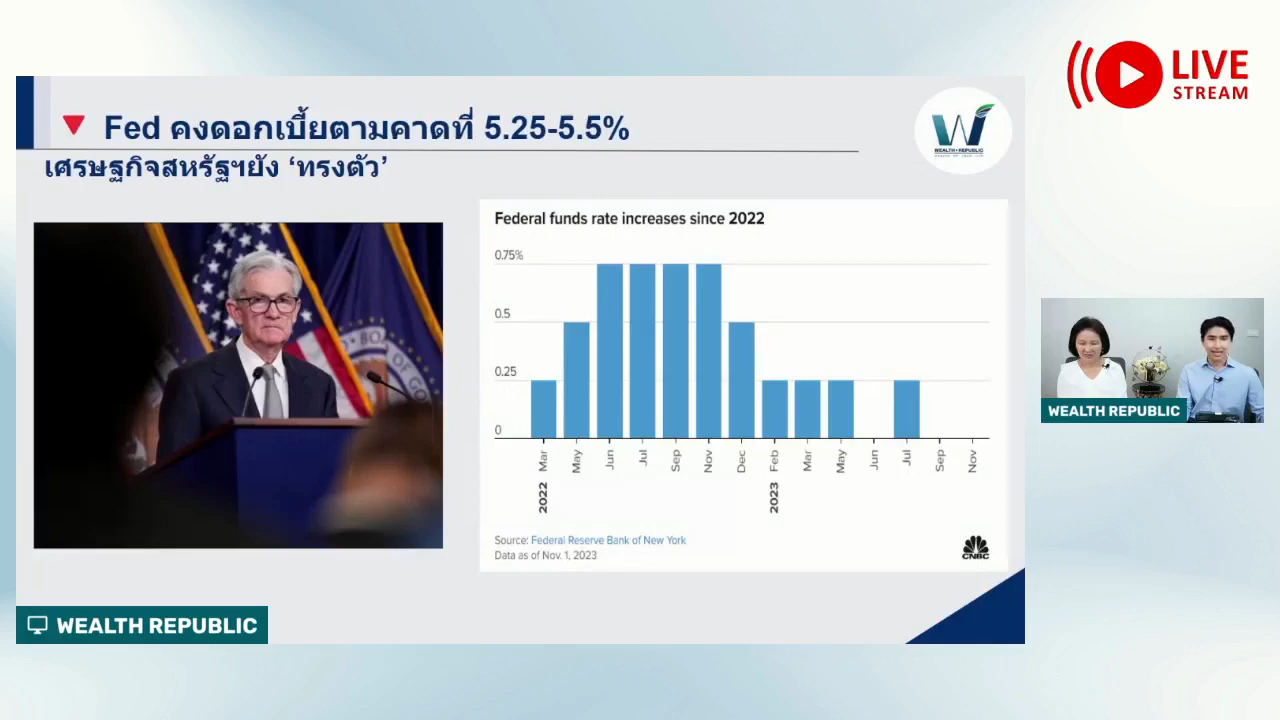 LIVE
STREAM
Fed คงดอกเบี้ยตามคาดที่ 5.25-5.5%
เศรษฐกิจสหรัฐฯยัง ‘ทรงตัว’
WEALTH REPUBLIC
Federal funds rate increases since 2022
0.75%
0.5
0.25
0
Mar
May
Jun
Jul
Sep
Nov
Dec
Feb
Mar
May
Jun
Jul
Sep
Nov
2022
2023
Source: Federal Reserve Bank of New York
Data as of Nov. 1, 2023
CNBC
WEALTH REPUBLIC
WEALTH REPUBLIC